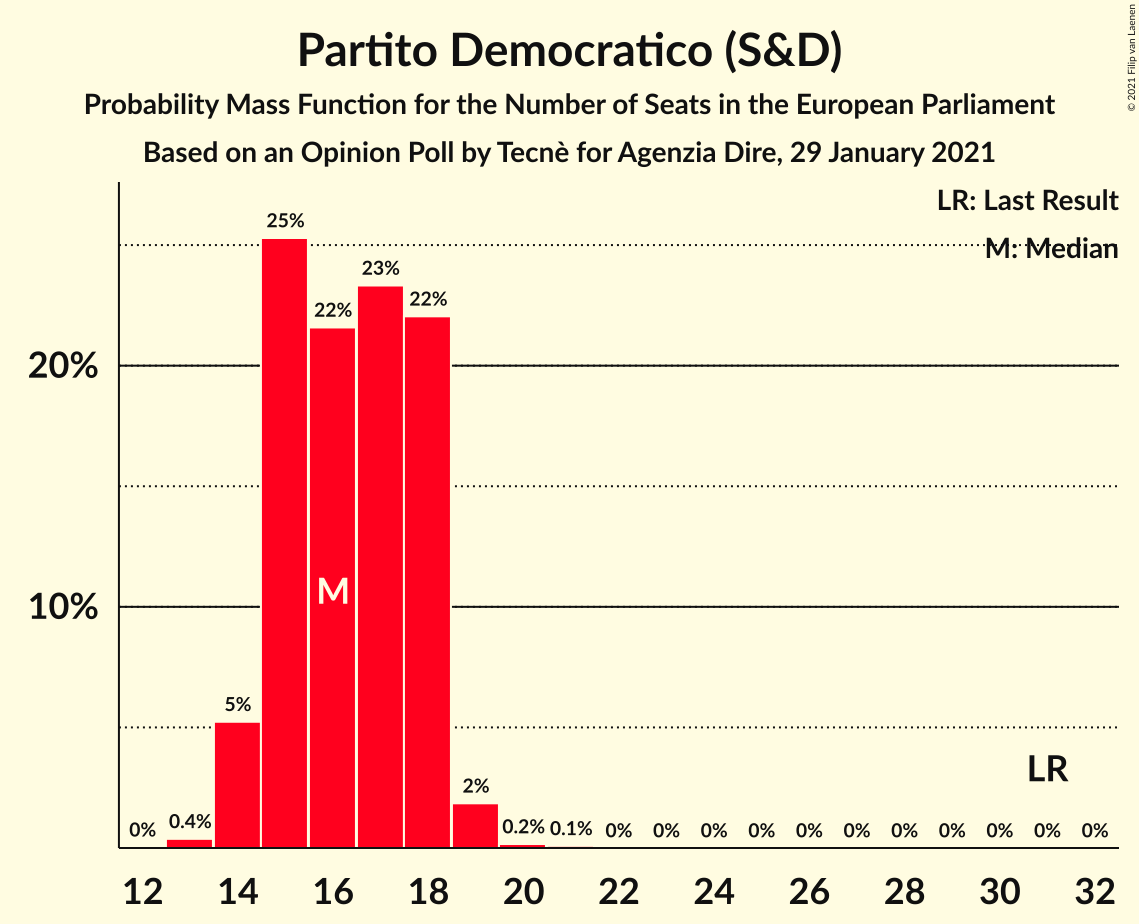 Partito Democratico (S&D)
Probability Mass Function for the Number of Seats in the European Parliament
Based on an Opinion Poll by Tecnè for Agenzia Dire, 29 January 2021
© 2021 Filip van Laenen
LR: Last Result
M: Median
20%
10%
0% 0.4% 5% 25% 22% 23% 22% 2% 0.2% 0.1% 0% 0% 0% 0% 0% 0% 0% 0% 0% 0% 0%
M
LR
12 14 16 18 20 22 24 26 28 30 32